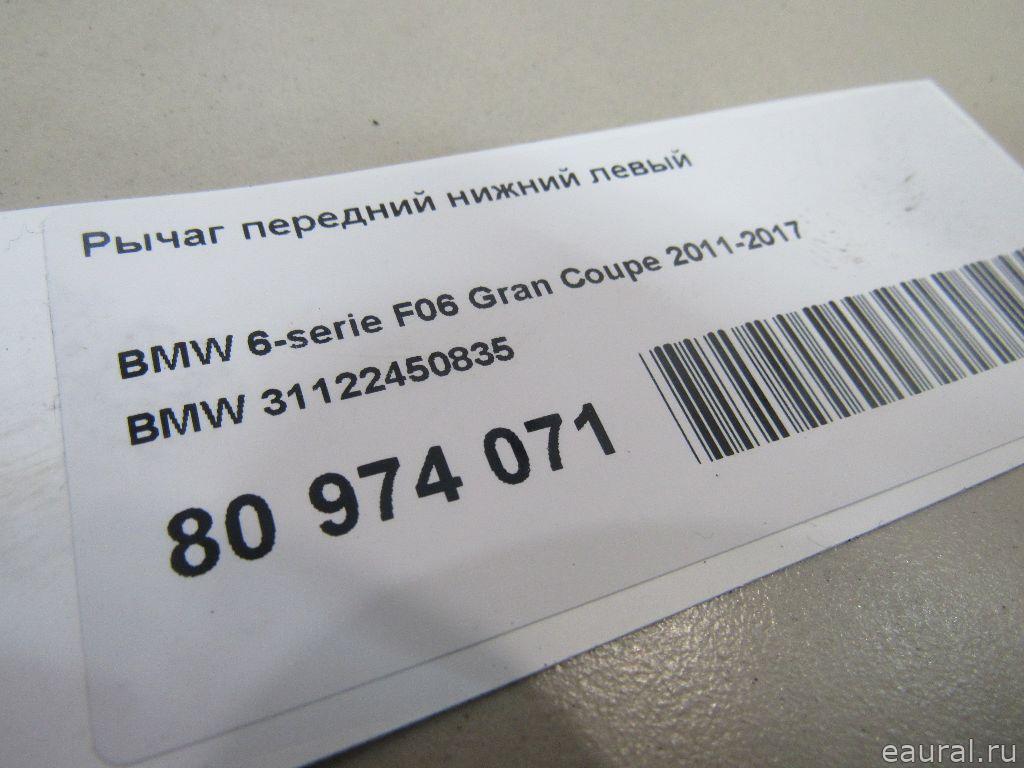 Рычаг передний нижний левый
BMW 6-serie F06 Gran Coupe 2011-2017
BMW 31122450835
80 974 071
eaural.ru